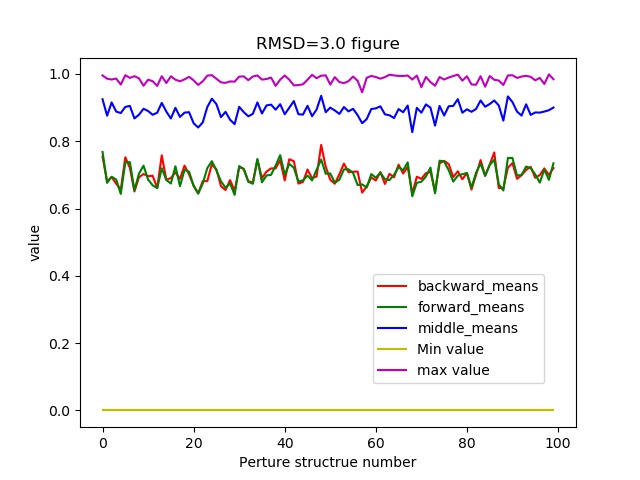 RMSD=3.0 figure
1.0
0.8
0.6
0.4
0.2
0.0
value
backward_means
forward_means
middle_means
Min value
max value
0 20 40 60 80 100
Perture structrue number